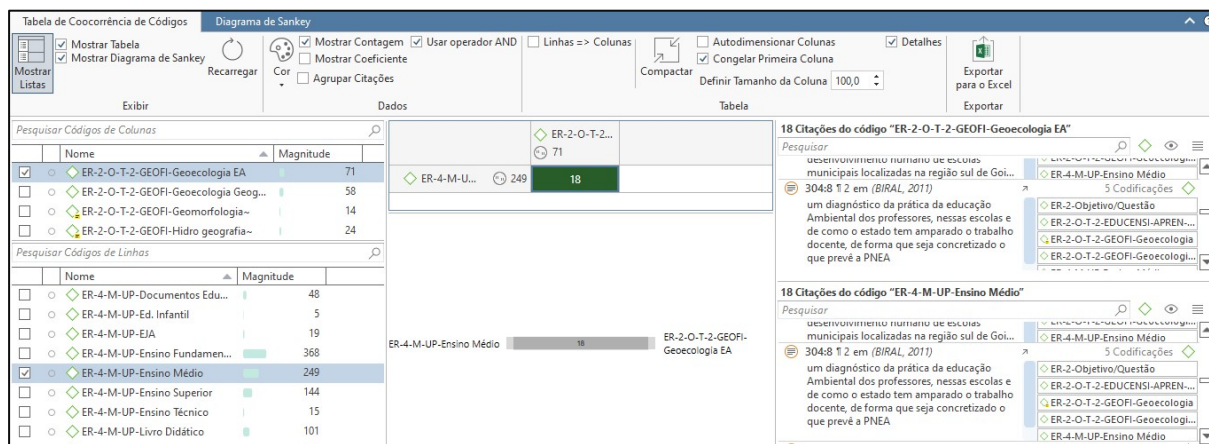 Tabela de Coocorrência de Códigos
Diagrama de Sankey
Mostrar Listas
Mostrar Tabela
Mostrar Diagrama de Sankey
Recarregar
Exibir
Cor
Mostrar Contagem
Usar operador AND
Mostrar Coeficiente
Agrupar Citações
Dados
Linhas => Colunas
Compactar
Autodimensionar Colunas
Congelar Primeira Coluna
Definir Tamanho da Coluna 100,0
Detalhes
Tabela
Exportar para o Excel
Exportar
Pesquisar Códigos de Colunas
Nome Magnitude
ER-2-O-T-2-GEOFI-Geoecologia EA 71
ER-2-O-T-2-GEOFI-Geoecologia Geog... 58
ER-2-O-T-2-GEOFI-Geomorfologia~ 14
ER-2-O-T-2-GEOFI-Hidro geografia~ 24
Pesquisar Códigos de Linhas
Nome Magnitude
ER-4-M-UP-Documentos Edu... 48
ER-4-M-UP-Ed. Infantil 5
ER-4-M-UP-EJA 19
ER-4-M-UP-Ensino Fundamen... 368
ER-4-M-UP-Ensino Médio 249
ER-4-M-UP-Ensino Superior 144
ER-4-M-UP-Ensino Técnico 15
ER-4-M-UP-Livro Didático 101
ER-2-O-T-2...
71
ER-4-M-U... 249 18
ER-4-M-UP-Ensino Médio 18 ER-2-O-T-2-GEOFI-
Geoecologia EA
18 Citações do código "ER-2-O-T-2-GEOFI-Geoecologia EA"
Pesquisar
desenvolvimento humano de escolas
municipais localizadas na região sul de Goi...
ER-4-M-UP-Ensino Médio
304:8 ¶ 2 em (BIRAL, 2011) 5 Codificações
um diagnóstico da prática da educação
Ambiental dos professores, nessas escolas e
de como o estado tem amparado o trabalho
docente, de forma que seja concretizado o
que prevê a PNEA
ER-2-Objetivo/Questão
ER-2-O-T-2-EDUCENSI-APREN-...
ER-2-O-T-2-GEOFI-Geoecologia
ER-2-O-T-2-GEOFI-Geoecologi...
18 Citações do código "ER-4-M-UP-Ensino Médio"
Pesquisar
desenvolvimento humano de escolas
municipais localizadas na região sul de Goi...
ER-4-M-UP-Ensino Médio
304:8 ¶ 2 em (BIRAL, 2011) 5 Codificações
um diagnóstico da prática da educação
Ambiental dos professores, nessas escolas e
de como o estado tem amparado o trabalho
docente, de forma que seja concretizado o
que prevê a PNEA
ER-2-Objetivo/Questão
ER-2-O-T-2-EDUCENSI-APREN-...
ER-2-O-T-2-GEOFI-Geoecologia
ER-2-O-T-2-GEOFI-Geoecologi...
ER-4-M-UP-Ensino Médio